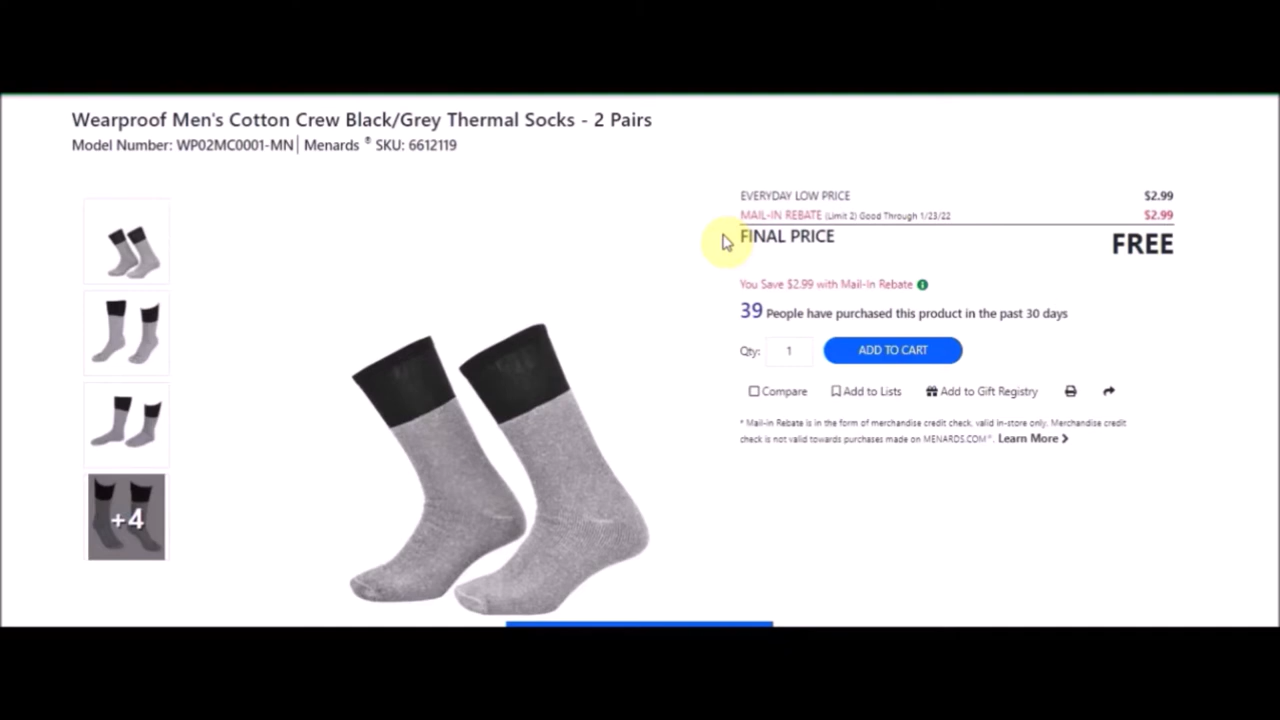 Wearproof Men's Cotton Crew Black/Grey Thermal Socks - 2 Pairs
Model Number: WP02MC0001-MN Menards ® SKU: 6612119
EVERYDAY LOW PRICE $2.99
MAIL-IN REBATE (Limit 2) Good Through 1/23/22 $2.99
FINAL PRICE FREE
You Save $2.99 with Mail-In Rebate
39 People have purchased this product in the past 30 days
Qty: 1 ADD TO CART
Compare Add to Lists Add to Gift Registry
* Mail-in Rebate is in the form of merchandise credit check, valid in-store only. Merchandise
check is not valid towards purchases made on MENARDS.COM®. Learn More
+4